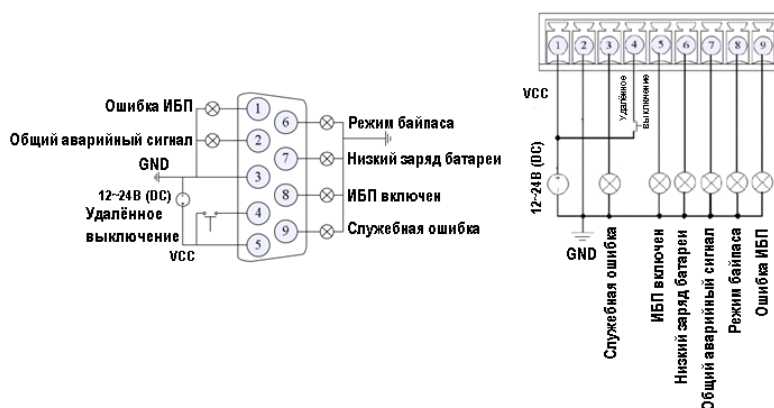 Ошибка ИБП
Общий аварийный сигнал
GND
12~24В (DC)
Удалённое
выключение
VCC
1
2
3
4
5
6
7
8
9
Режим байпаса
Низкий заряд батареи
ИБП включен
Служебная ошибка
1 2 3 4 5 6 7 8 9
VCC
Удалённое
выключение
12~24В (DC)
GND
Служебная ошибка
ИБП включен
Низкий заряд батареи
Общий аварийный сигнал
Режим байпаса
Ошибка ИБП